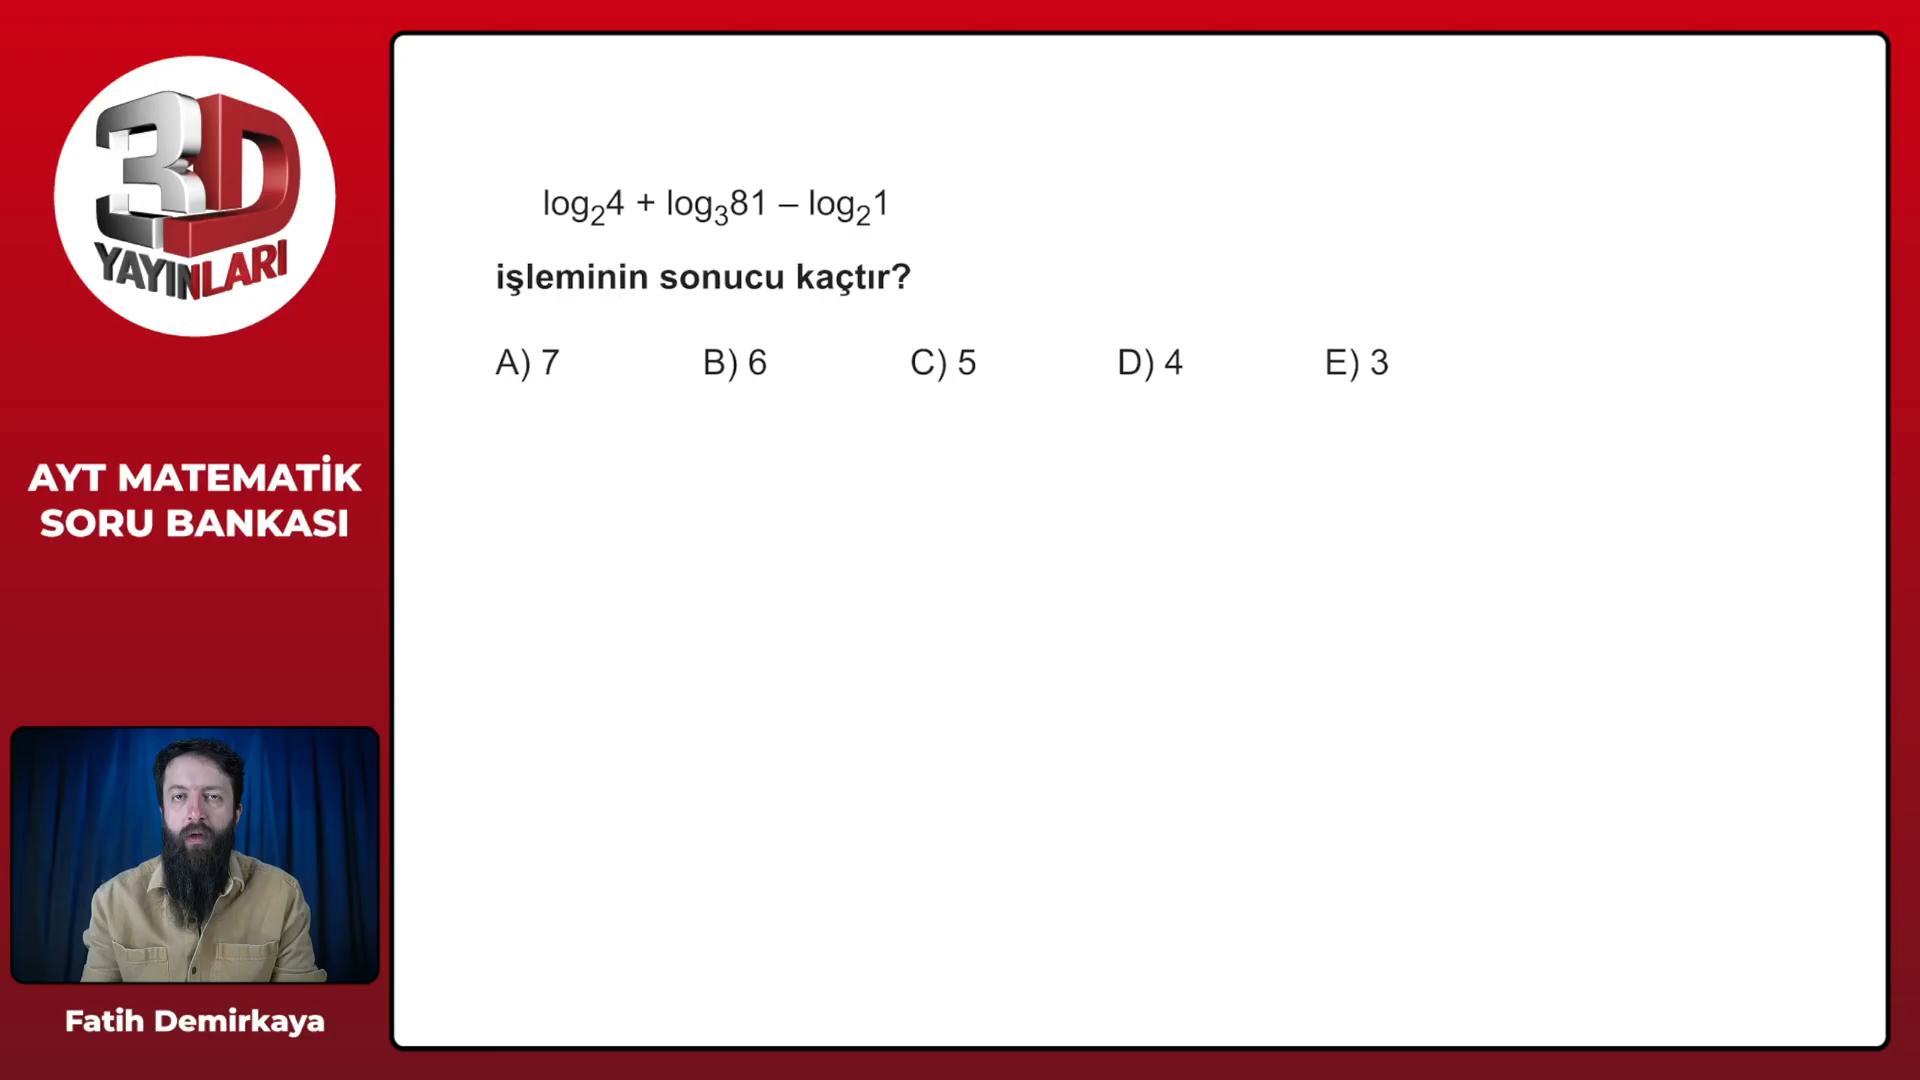 3D
YAYINLARI
AYT MATEMATİK
SORU BANKASI
Fatih Demirkaya
log₂4 + log₃81 – log₂1
işleminin sonucu kaçtır?
A) 7 B) 6 C) 5 D) 4 E) 3